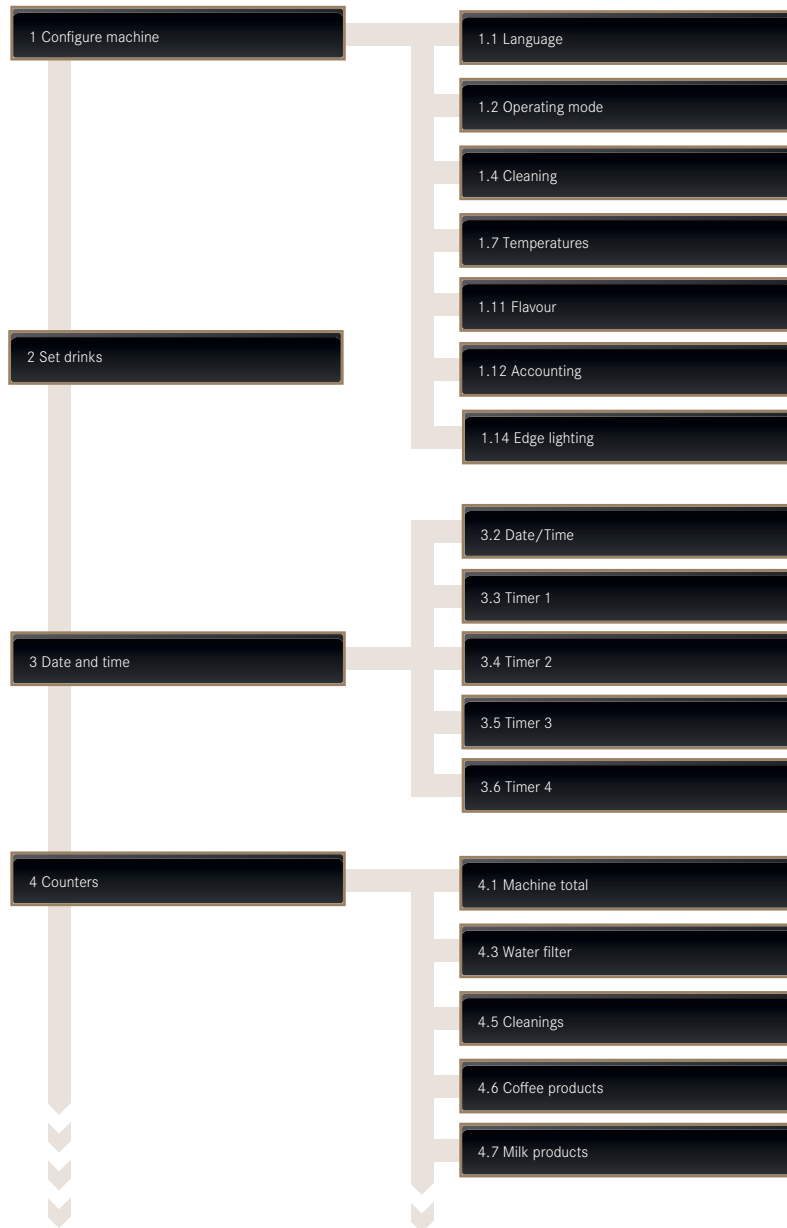 1 Configure machine
1.1 Language
1.2 Operating mode
1.4 Cleaning
1.7 Temperatures
1.11 Flavour
1.12 Accounting
1.14 Edge lighting
2 Set drinks
3 Date and time
3.2 Date/Time
3.3 Timer 1
3.4 Timer 2
3.5 Timer 3
3.6 Timer 4
4 Counters
4.1 Machine total
4.3 Water filter
4.5 Cleanings
4.6 Coffee products
4.7 Milk products